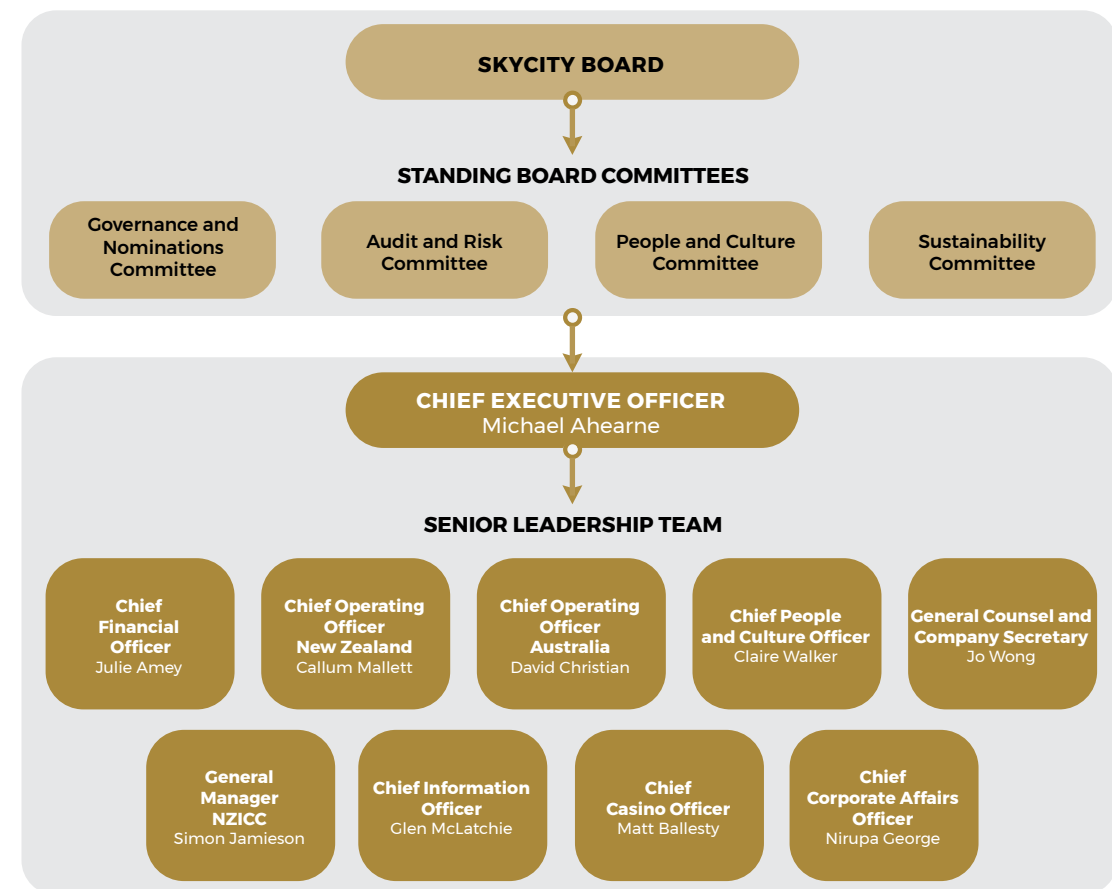 SKYCITY BOARD
STANDING BOARD COMMITTEES
Governance and
Nominations
Committee
Audit and Risk
Committee
People and Culture
Committee
Sustainability
Committee
CHIEF EXECUTIVE OFFICER
Michael Ahearne
SENIOR LEADERSHIP TEAM
Chief
Financial
Officer
Julie Amey
Chief Operating
Officer
New Zealand
Callum Mallett
Chief Operating
Officer
Australia
David Christian
Chief People
and Culture Officer
Claire Walker
General Counsel and
Company Secretary
Jo Wong
General
Manager
NZICC
Simon Jamieson
Chief Information
Officer
Glen McLatchie
Chief
Casino Officer
Matt Ballesty
Chief
Corporate Affairs
Officer
Nirupa George